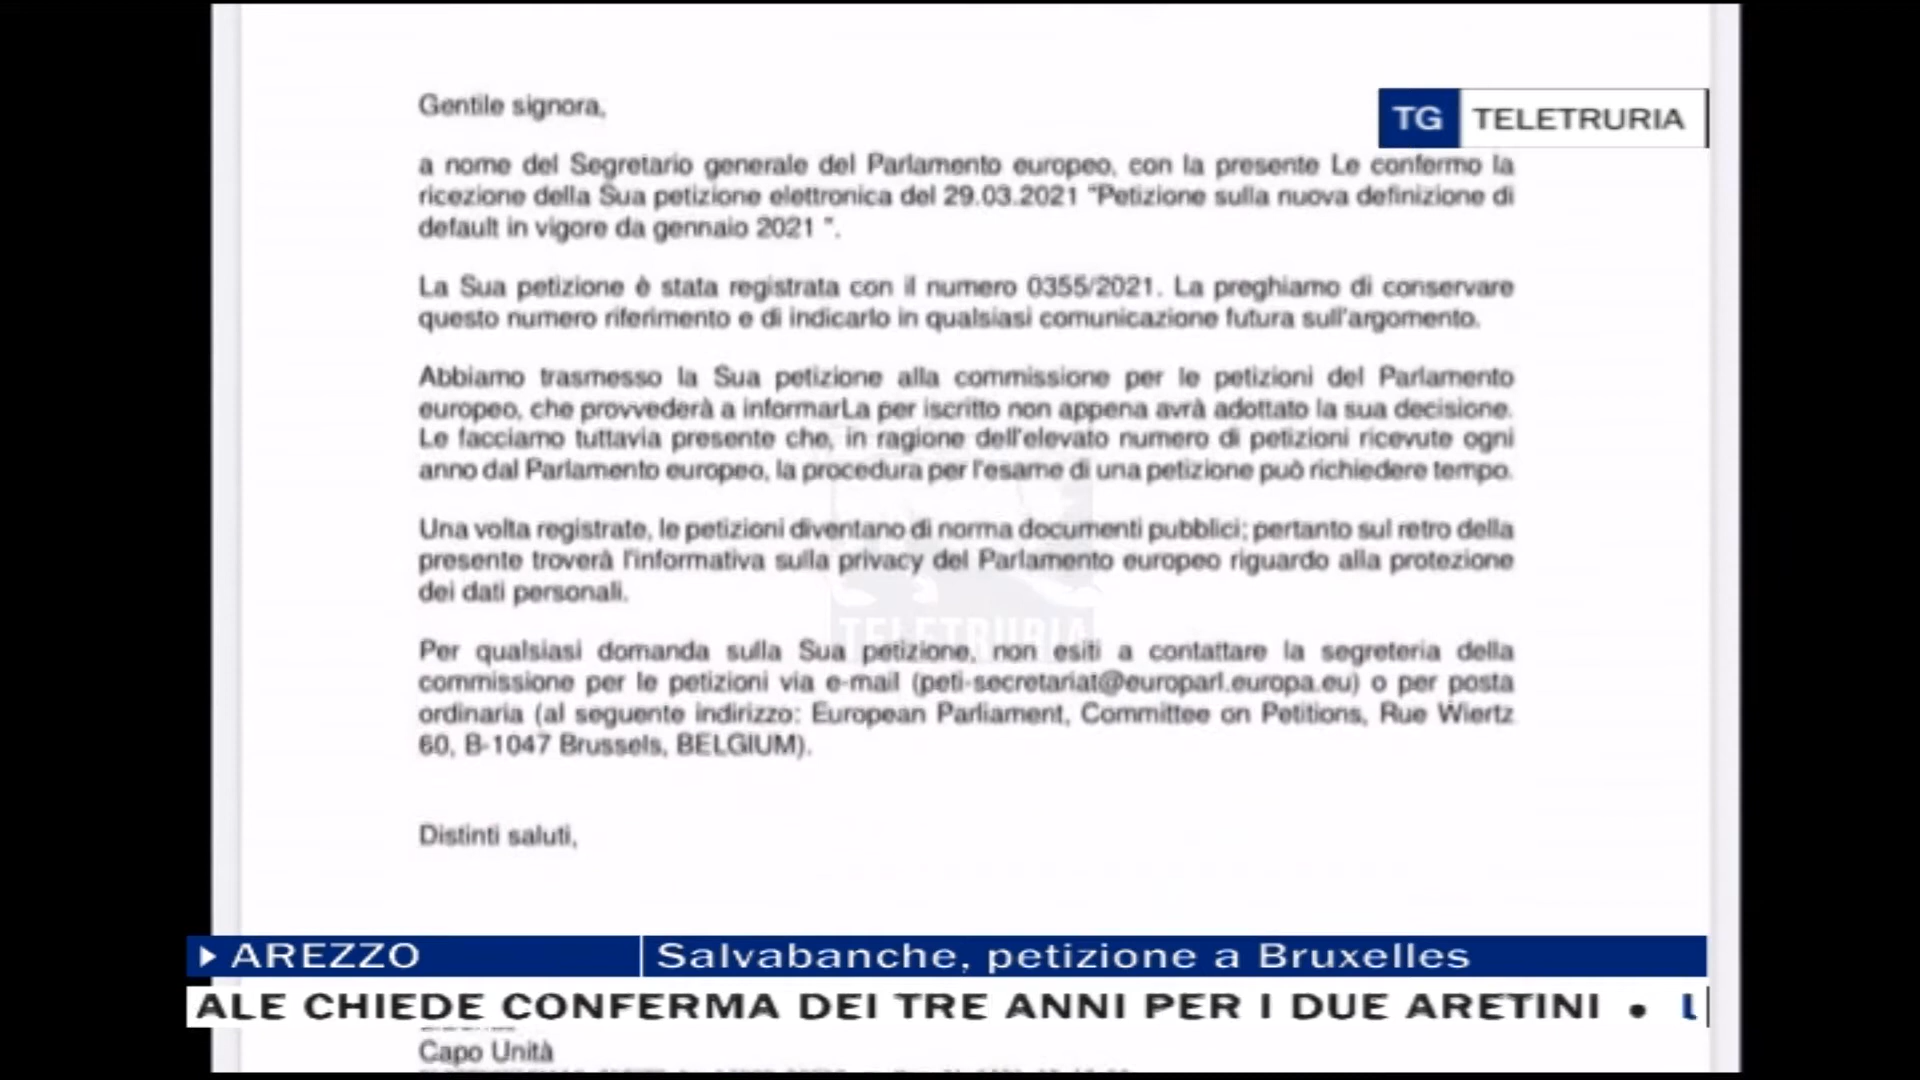 Gentile signora,
TG TELETRURIA
a nome del Segretario generale del Parlamento europeo, con la presente Le confermo la
ricezione della Sua petizione elettronica del 29.03.2021 "Petizione sulla nuova definizione di
default in vigore da gennaio 2021 ".
La Sua petizione è stata registrata con il numero 0355/2021. La preghiamo di conservare
questo numero riferimento e di indicarlo in qualsiasi comunicazione futura sull'argomento.
Abbiamo trasmesso la Sua petizione alla commissione per le petizioni del Parlamento
europeo, che provvederà a informarLa per iscritto non appena avrà adottato la sua decisione.
Le facciamo tuttavia presente che, in ragione dell'elevato numero di petizioni ricevute ogni
anno dal Parlamento europeo, la procedura per l'esame di una petizione può richiedere tempo.
Una volta registrate, le petizioni diventano di norma documenti pubblici; pertanto sul retro della
presente troverà l'informativa sulla privacy del Parlamento europeo riguardo alla protezione
dei dati personali.
TELETRURIA
Per qualsiasi domanda sulla Sua petizione, non esiti a contattare la segreteria della
commissione per le petizioni via e-mail (peti-secretariat@europarl.europa.eu) o per posta
ordinaria (al seguente indirizzo: European Parliament, Committee on Petitions, Rue Wiertz
60, B-1047 Brussels, BELGIUM).
Distinti saluti,
AREZZO
Salvabanche, petizione a Bruxelles
ALE CHIEDE CONFERMA DEI TRE ANNI PER I DUE ARETINI •
Capo Unità